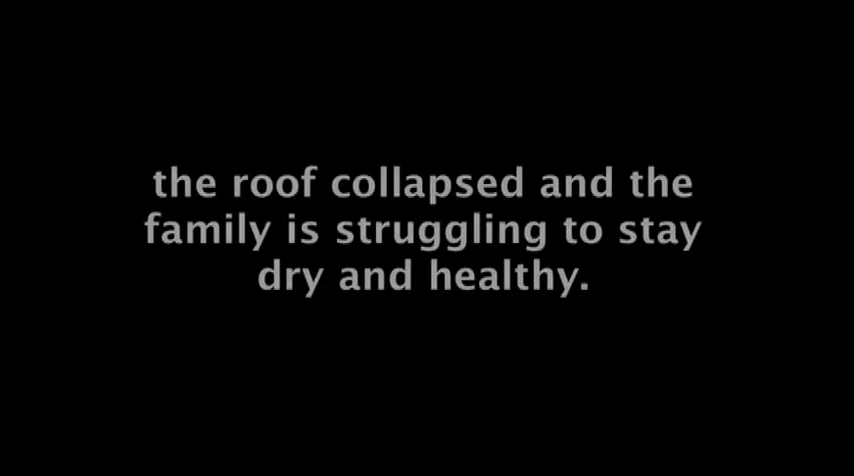 the roof collapsed and the
family is struggling to stay
dry and healthy.